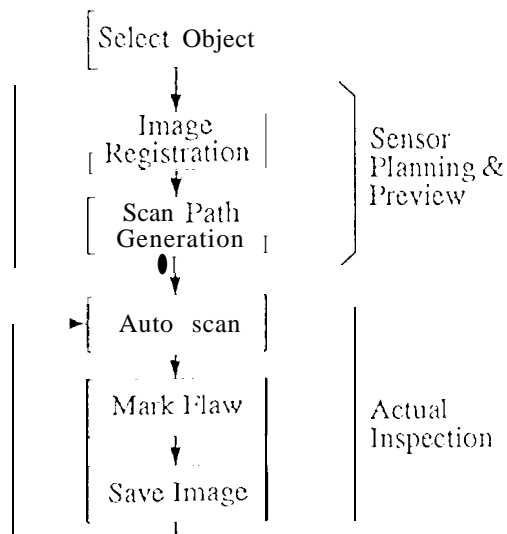 Select Object
Image
Registration
Scan Path
Generation
Auto scan
Mark Flaw
Save Image
Sensor
Planning &
Preview
Actual
Inspection